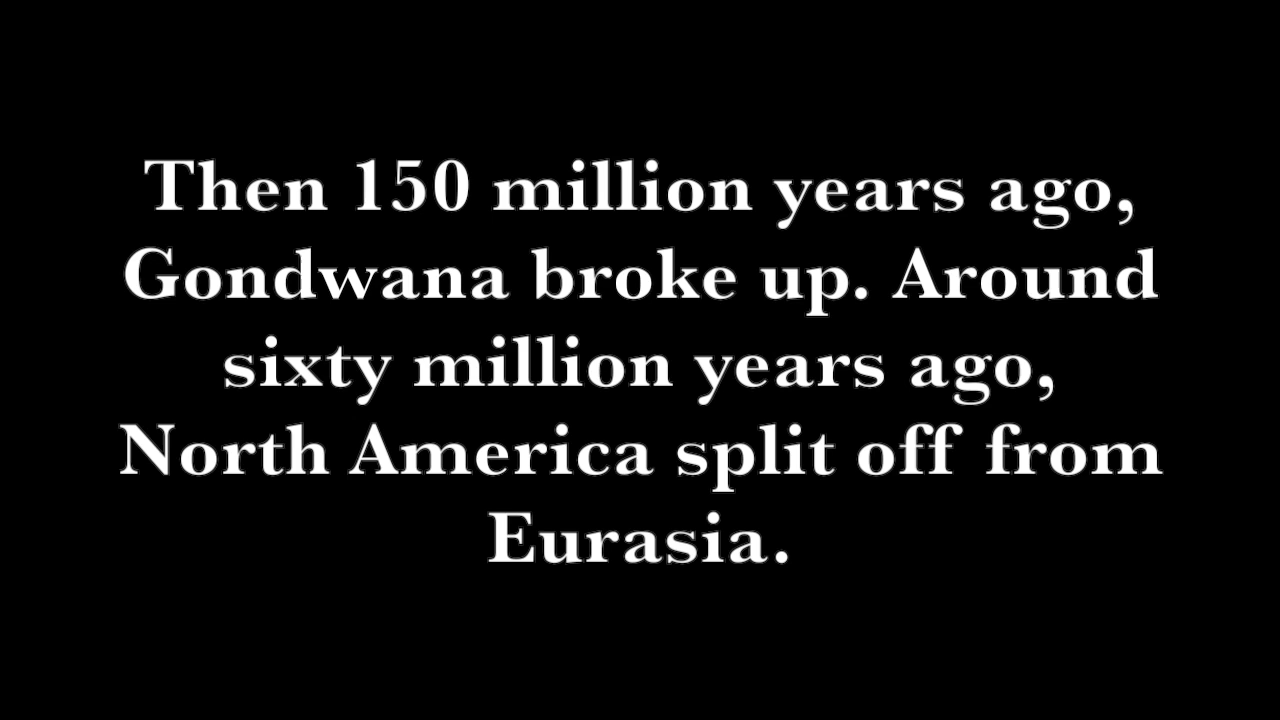 Then 150 million years ago,
Gondwana broke up. Around
sixty million years ago,
North America split off from
Eurasia.